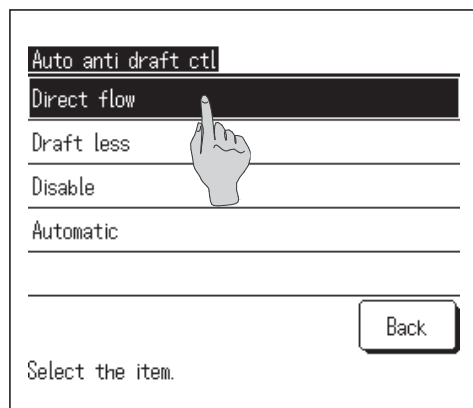 Auto anti draft ctl
Direct flow
Draft less
Disable
Automatic
Back
Select the item.